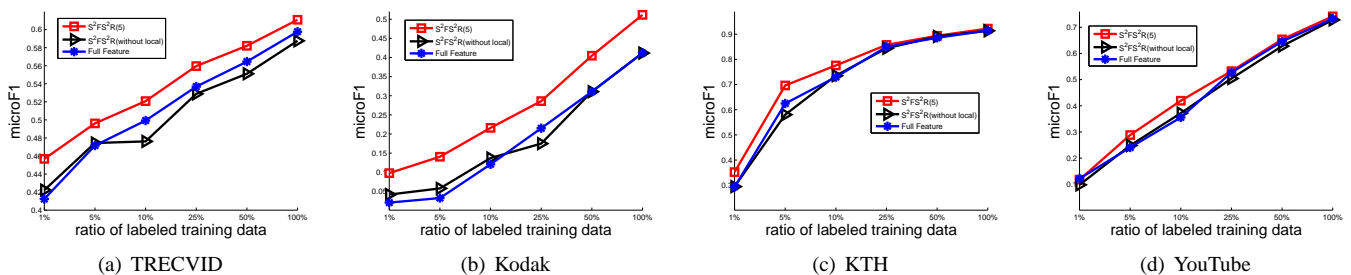 0.6
0.58
0.56
0.54
0.52
0.5
0.48
0.46
0.44
0.42
0.4
microF1
S²FS²R(5)
S²FS²R(without local)
Full Feature
1% 5% 10% 25% 50% 100%
ratio of labeled training data
(a) TRECVID
0.5
0.45
0.4
0.35
0.3
0.25
0.2
0.15
0.1
0.05
microF1
S²FS²R(5)
S²FS²R(without local)
Full Feature
1% 5% 10% 25% 50% 100%
ratio of labeled training data
(b) Kodak
0.9
0.8
0.7
0.6
0.5
0.4
0.3
microF1
S²FS²R(5)
S²FS²R(without local)
Full Feature
1% 5% 10% 25% 50% 100%
ratio of labeled training data
(c) KTH
0.7
0.6
0.5
0.4
0.3
0.2
0.1
microF1
S²FS²R(5)
S²FS²R(without local)
Full Feature
1% 5% 10% 25% 50% 100%
ratio of labeled training data
(d) YouTube